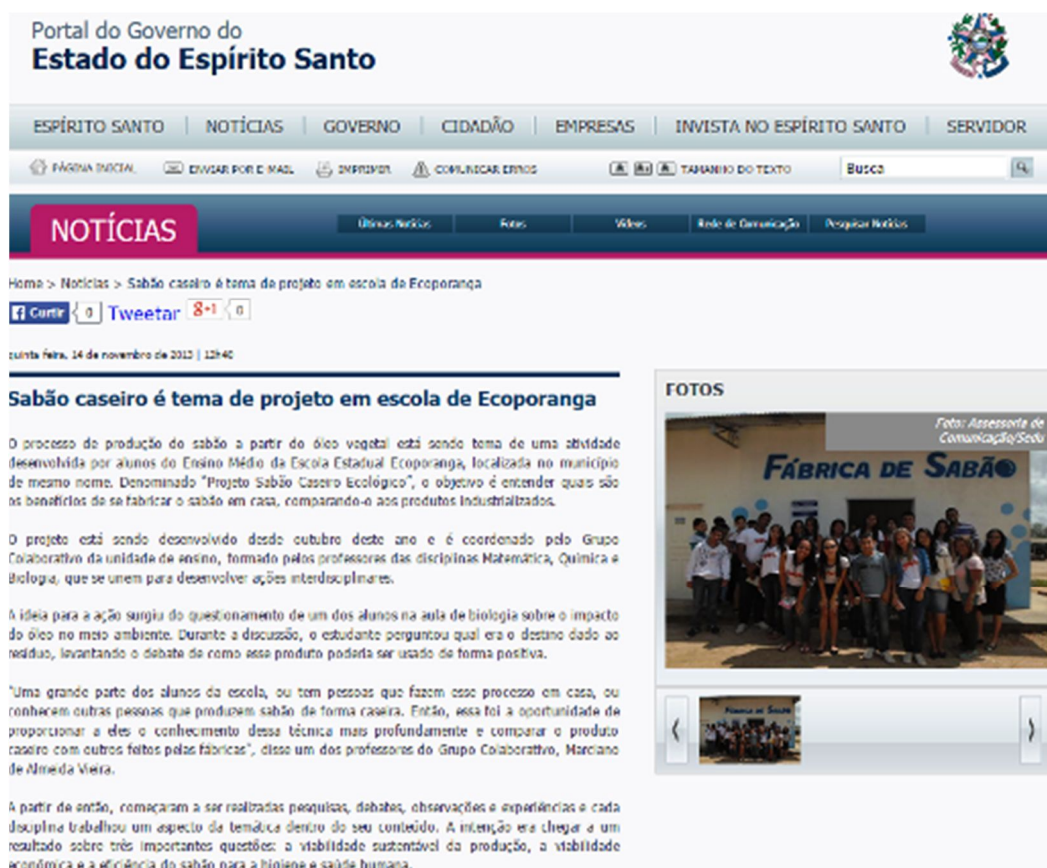 Portal do Governo do
Estado do Espírito Santo
ESPÍRITO SANTO | NOTÍCIAS | GOVERNO | CIDADÃO | EMPRESAS | INVISTA NO ESPÍRITO SANTO | SERVIDOR
PÁGINA INICIAL ENVIAR POR E-MAIL IMPRIMIR COMUNICAR ERROS TAMANHO DO TEXTO Busca
NOTÍCIAS
Últimas Notícias Fotos Vídeos Rede de Comunicação Pesquisar Notícias
Home > Notícias > Sabão caseiro é tema de projeto em escola de Ecoporanga
Curtir 0 Tweetar 8+1 0
quinta feira, 14 de novembro de 2013 | 12h40
Sabão caseiro é tema de projeto em escola de Ecoporanga
O processo de produção do sabão a partir do óleo vegetal está sendo tema de uma atividade
desenvolvida por alunos do Ensino Médio da Escola Estadual Ecoporanga, localizada no município
de mesmo nome. Denominado "Projeto Sabão Caseiro Ecológico", o objetivo é entender quais são
os benefícios de se fabricar o sabão em casa, comparando-o aos produtos industrializados.
O projeto está sendo desenvolvido desde outubro deste ano e é coordenado pelo Grupo
Colaborativo da unidade de ensino, formado pelos professores das disciplinas Matemática, Química e
Biologia, que se unem para desenvolver ações interdisciplinares.
A ideia para a ação surgiu do questionamento de um dos alunos na aula de biologia sobre o impacto
do óleo no meio ambiente. Durante a discussão, o estudante perguntou qual era o destino dado ao
resíduo, levantando o debate de como esse produto poderia ser usado de forma positiva.
"Uma grande parte dos alunos da escola, ou tem pessoas que fazem esse processo em casa, ou
conhecem outras pessoas que produzem sabão de forma caseira. Então, essa foi a oportunidade de
proporcionar a eles o conhecimento dessa técnica mais profundamente e comparar o produto
caseiro com outros feitos pelas fábricas", disse um dos professores do Grupo Colaborativo, Marciano
de Almeida Vieira.
A partir de então, começaram a ser realizadas pesquisas, debates, observações e experiências e cada
disciplina trabalhou um aspecto da temática dentro do seu conteúdo. A intenção era chegar a um
resultado sobre três importantes questões: a viabilidade sustentável da produção, a viabilidade
econômica e a eficiência do sabão para a higiene e saúde humana.
FOTOS
Foto: Assessoria de
Comunicação/Sedu
FÁBRICA DE SABÃO
FÁBRICA DE SABÃO